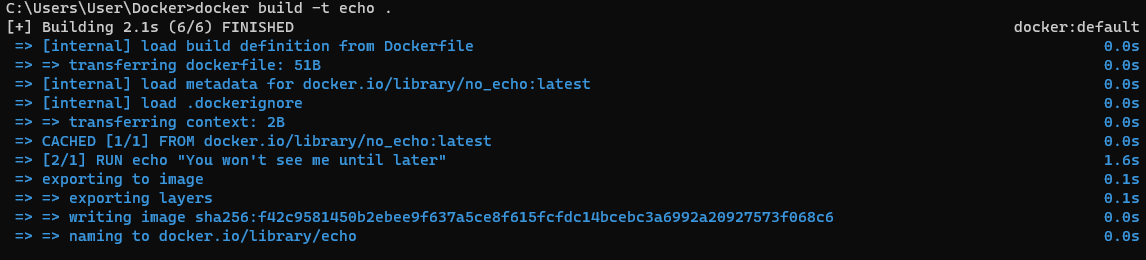 C:\Users\User\Docker>docker build -t echo .
[+] Building 2.1s (6/6) FINISHED docker:default
=> [internal] load build definition from Dockerfile 0.0s
=> => transferring dockerfile: 51B 0.0s
=> [internal] load metadata for docker.io/library/no_echo:latest 0.0s
=> [internal] load .dockerignore 0.0s
=> => transferring context: 2B 0.0s
=> CACHED [1/1] FROM docker.io/library/no_echo:latest 0.0s
=> [2/1] RUN echo "You won't see me until later" 1.6s
=> exporting to image 0.1s
=> => exporting layers 0.1s
=> => writing image sha256:f42c9581450b2ebee9f637a5ce8f615fcfdc14bcebc3a6992a20927573f068c6 0.0s
=> => naming to docker.io/library/echo 0.0s